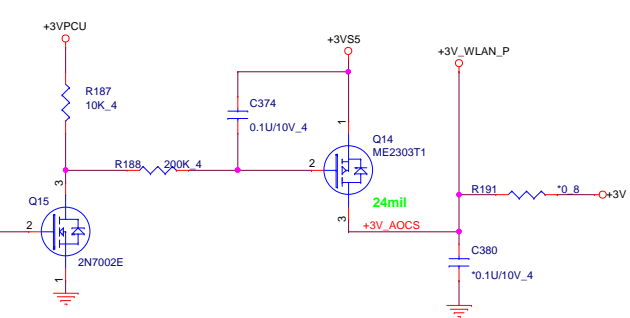 +3VPCU
+3VS5
+3V_WLAN_P
R187
10K_4
C374
0.1U/10V_4
1
Q14
ME2303T1
R188
200K_4
2
3
24mil
R191
*0_8
+3V
Q15
2
3
+3V_AOCS
C380
*0.1U/10V_4
2N7002E
1